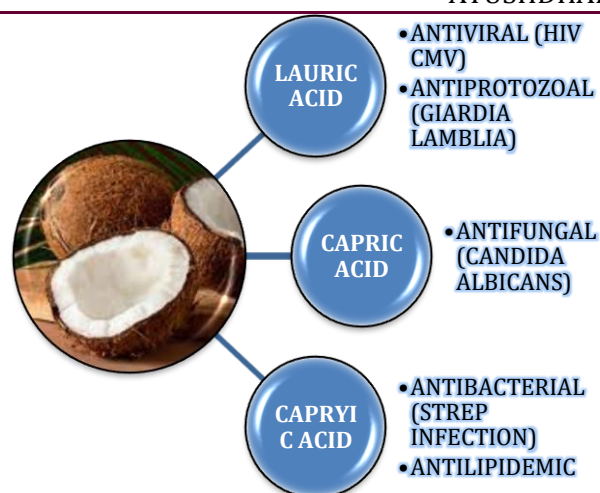 LAURIC
ACID
•ANTIVIRAL (HIV
CMV)
•ANTIPROTOZOAL
(GIARDIA
LAMBLIA)
CAPRIC
ACID
•ANTIFUNGAL
(CANDIDA
ALBICANS)
CAPRYI
C ACID
•ANTIBACTERIAL
(STREP
INFECTION)
•ANTILIPIDEMIC